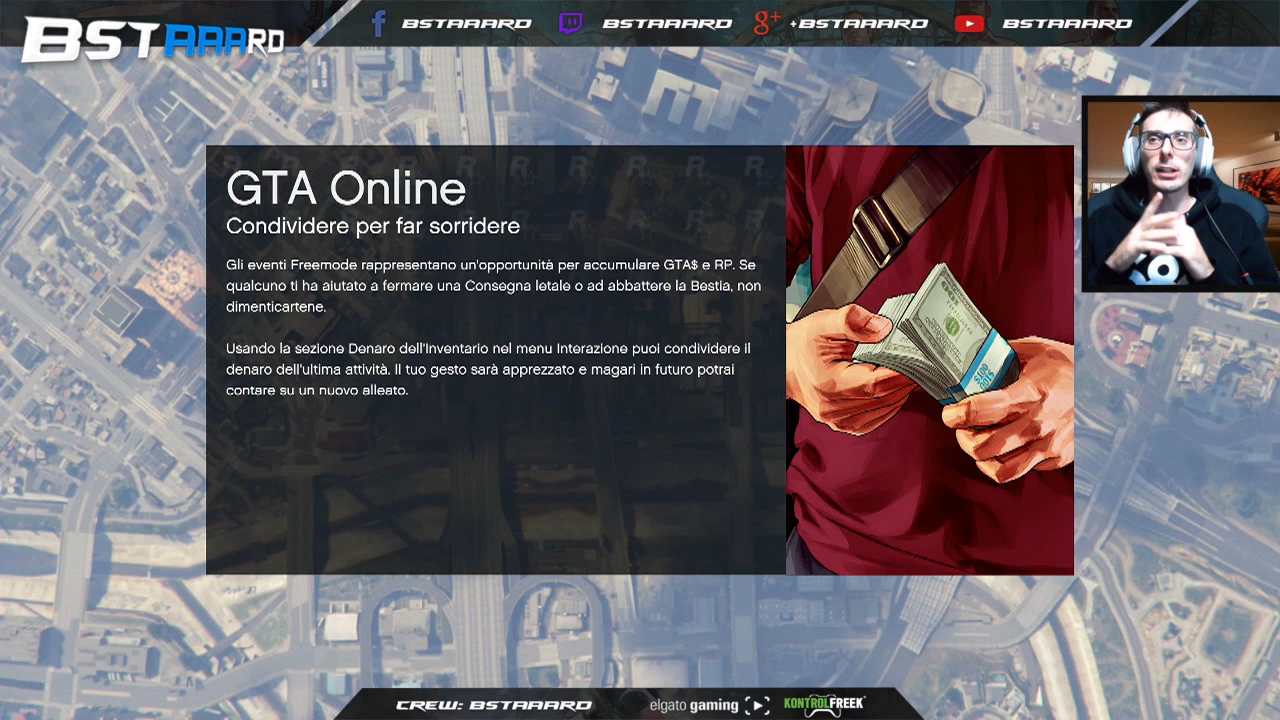 BSTAAARD
BSTAAARD
BSTAAARD
g+ +BSTAAARD
BSTAAARD
GTA Online
Condividere per far sorridere
Gli eventi Freemode rappresentano un'opportunità per accumulare GTA$ e RP. Se
qualcuno ti ha aiutato a fermare una Consegna letale o ad abbattere la Bestia, non
dimenticartene.
Usando la sezione Denaro dell'Inventario nel menu Interazione puoi condividere il
denaro dell'ultima attività. Il tuo gesto sarà apprezzato e magari in futuro potrai
contare su un nuovo alleato.
CREW: BSTAAARD
elgato gaming
KONTROLFREEK